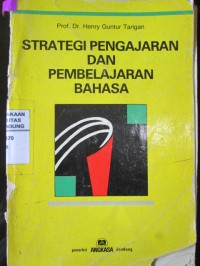 Prof. Dr. Henry Guntur Tarigan
STRATEGI PENGAJARAN
DAN
PEMBELAJARAN
BAHASA
penerbit ANGKASA Bandung